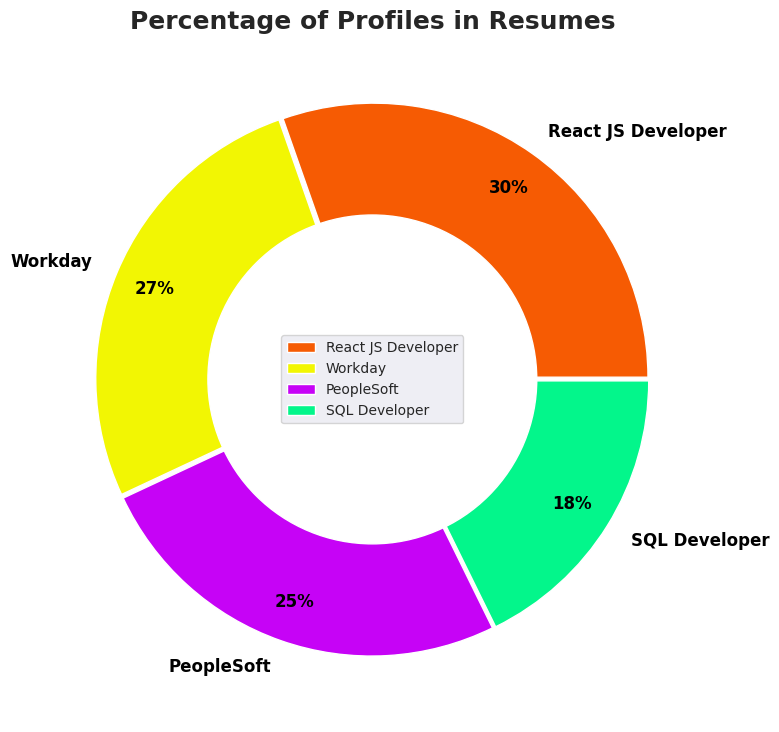 Percentage of Profiles in Resumes
React JS Developer
30%
Workday
27%
React JS Developer
Workday
PeopleSoft
SQL Developer
18%
SQL Developer
25%
PeopleSoft